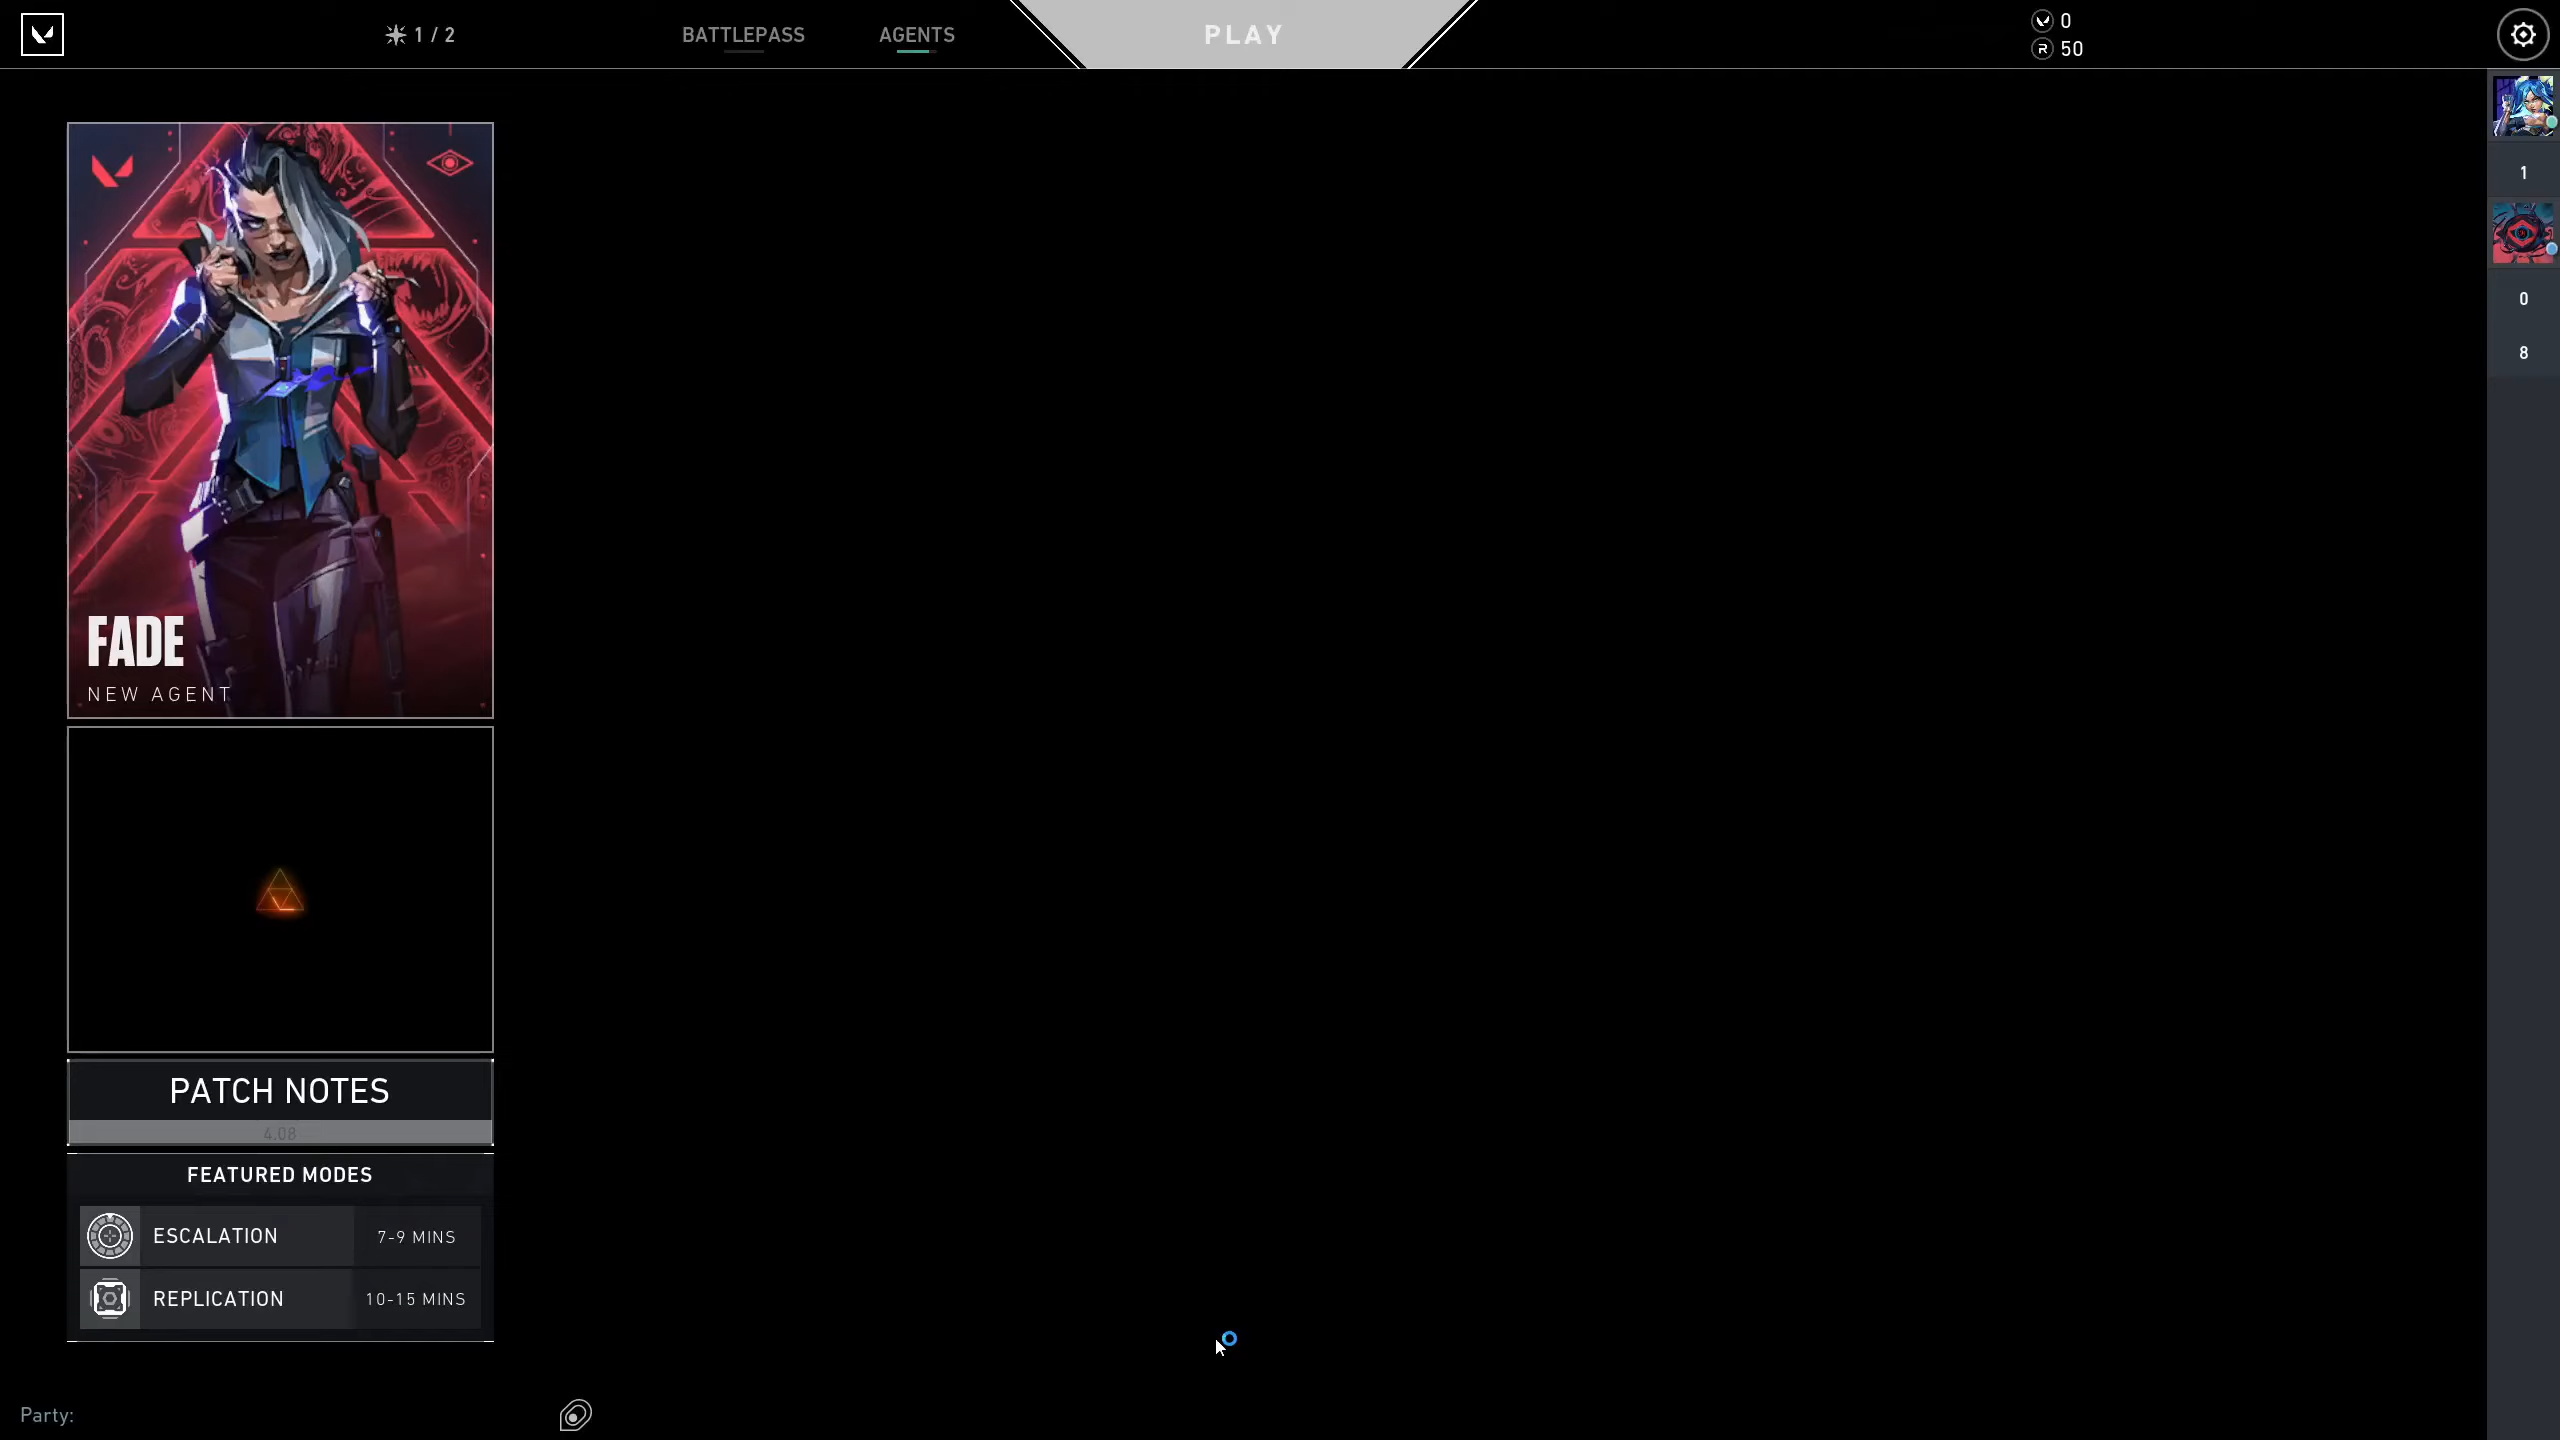 1 / 2
BATTLEPASS
AGENTS
PLAY
0
R 50
1
0
8
FADE
NEW AGENT
PATCH NOTES
4.08
FEATURED MODES
ESCALATION
7-9 MINS
REPLICATION
10-15 MINS
Party: